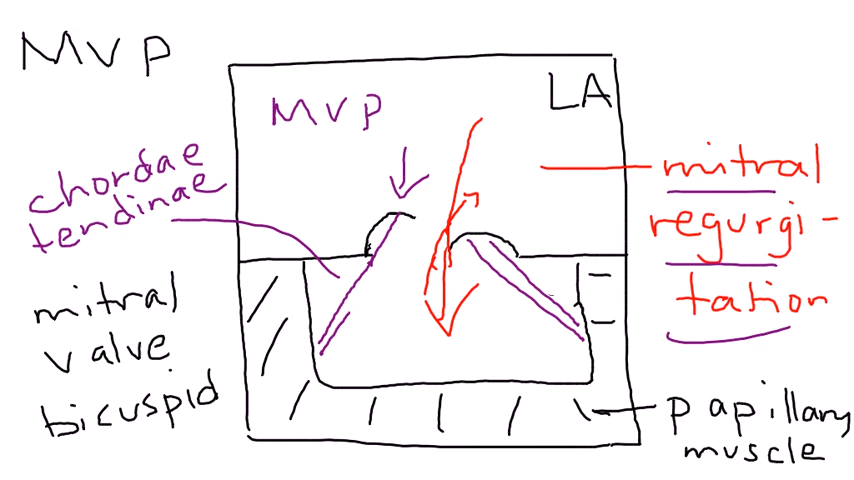 MVP
MVP
LA
chordae
tendinae
mitral
regurgi-
tation
mitral
valve
bicuspid
papillary
muscle